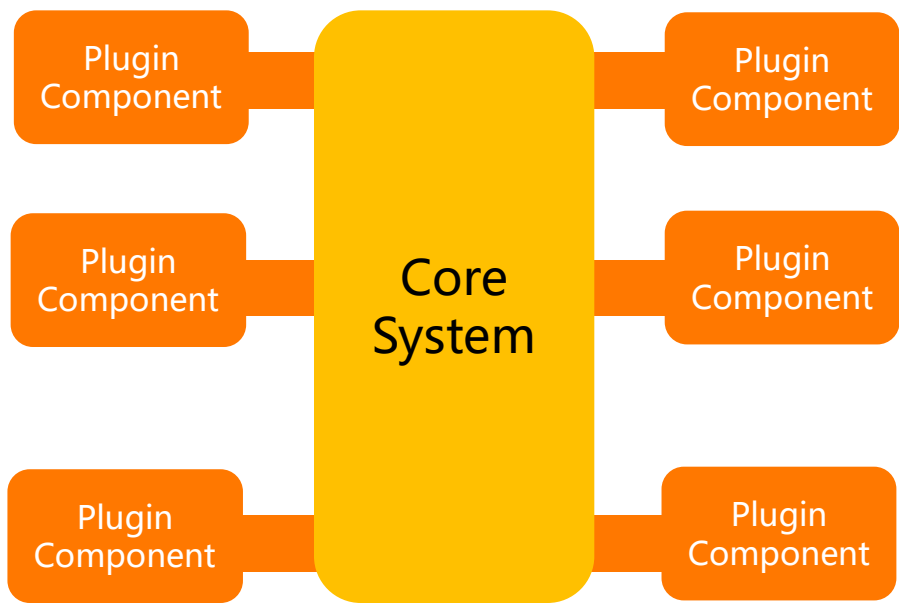 Plugin
Component
Plugin
Component
Plugin
Component
Plugin
Component
Core
System
Plugin
Component
Plugin
Component